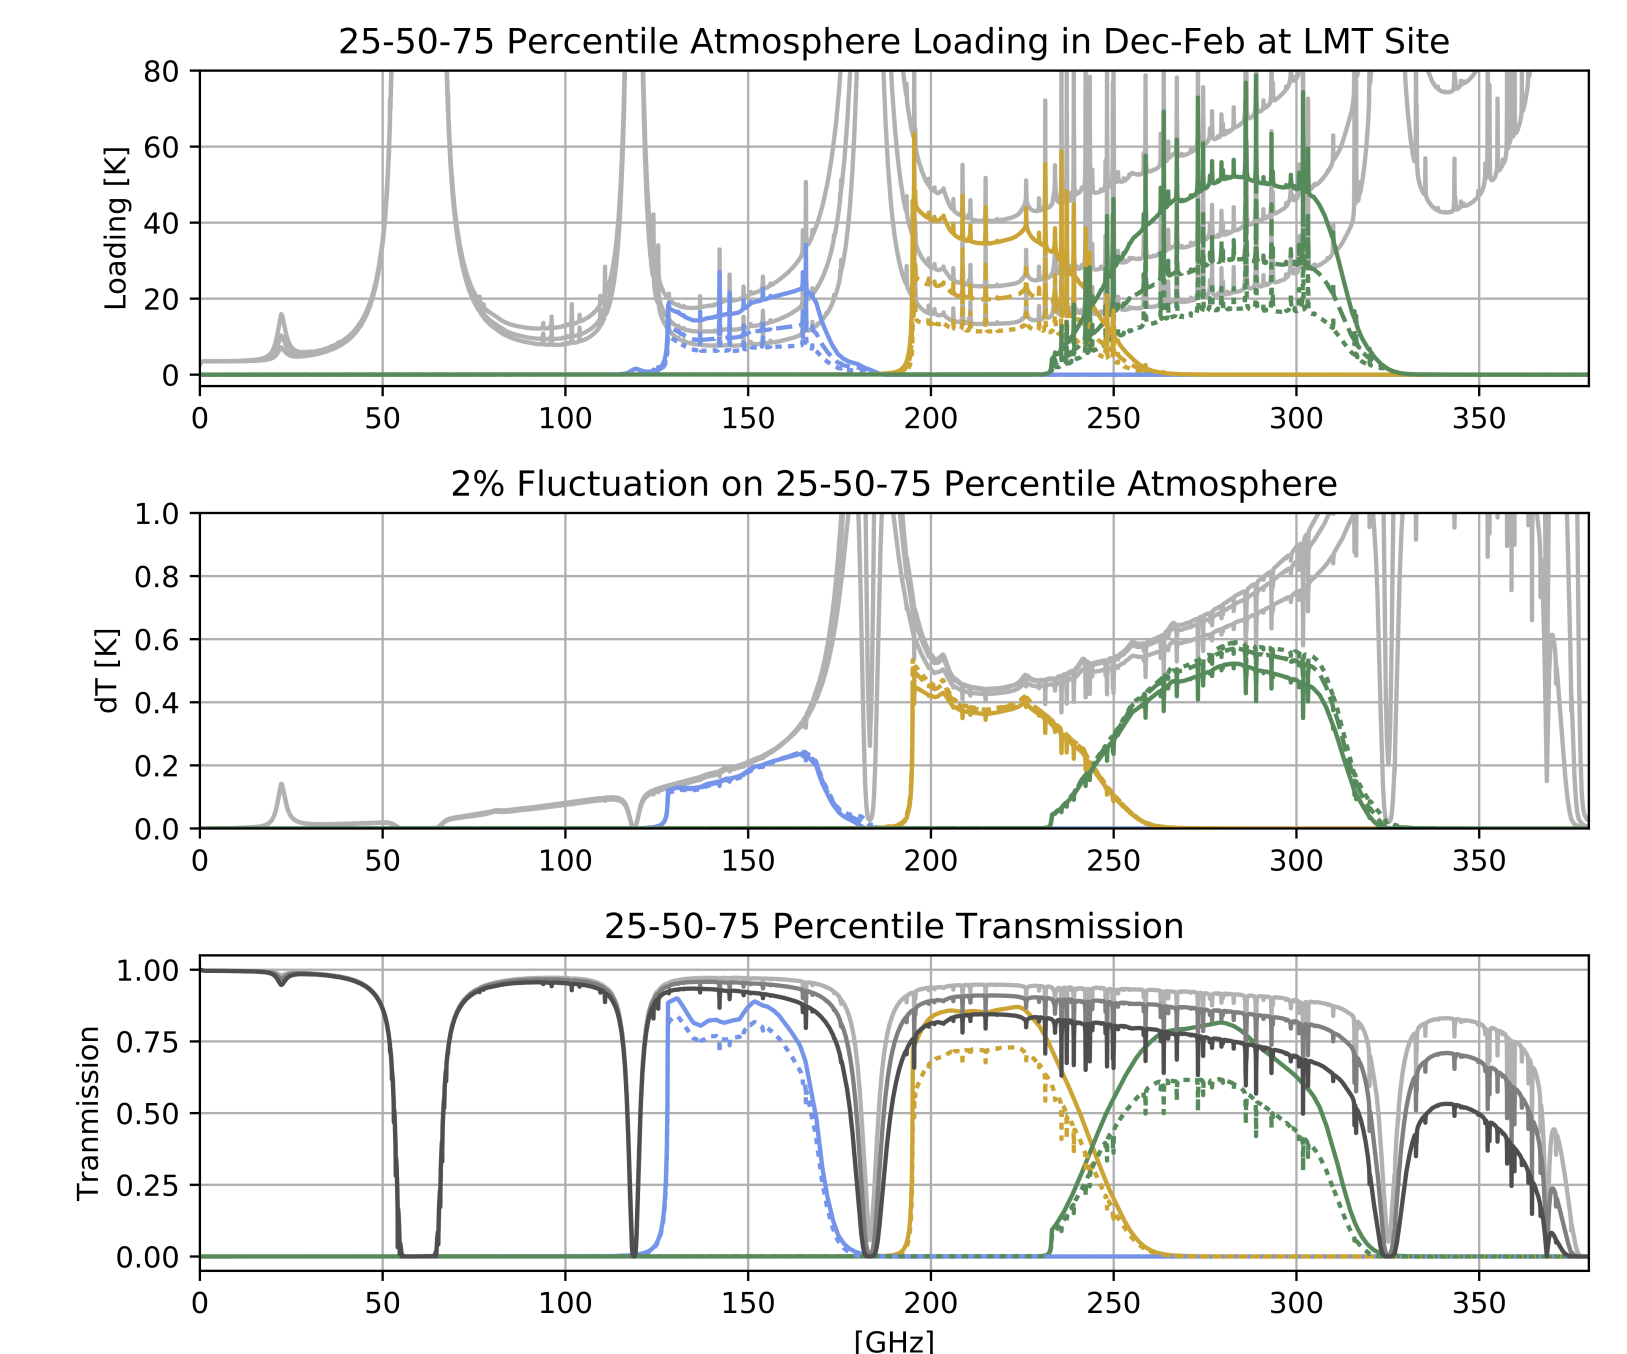 25-50-75 Percentile Atmosphere Loading in Dec-Feb at LMT Site
Loading [K]
80
60
40
20
0
0 50 100 150 200 250 300 350
2% Fluctuation on 25-50-75 Percentile Atmosphere
dT [K]
1.0
0.8
0.6
0.4
0.2
0.0
0 50 100 150 200 250 300 350
25-50-75 Percentile Transmission
Tranmission
1.00
0.75
0.50
0.25
0.00
0 50 100 150 200 250 300 350
[GHz]